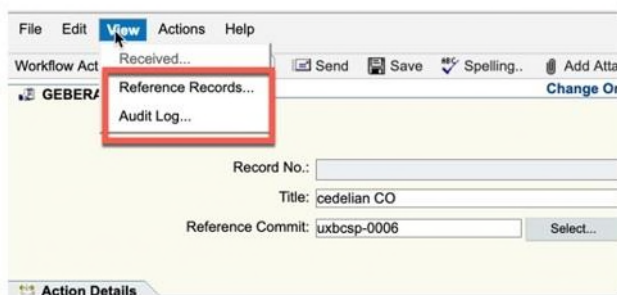 File Edit View Actions Help
Workflow Act Received... Send Save Spelling.. Add Atta
GEBERA Reference Records... Change Or
Audit Log...
Record No.:
Title: cedelian CO
Reference Commit: uxbcsp-0006 Select...
Action Details